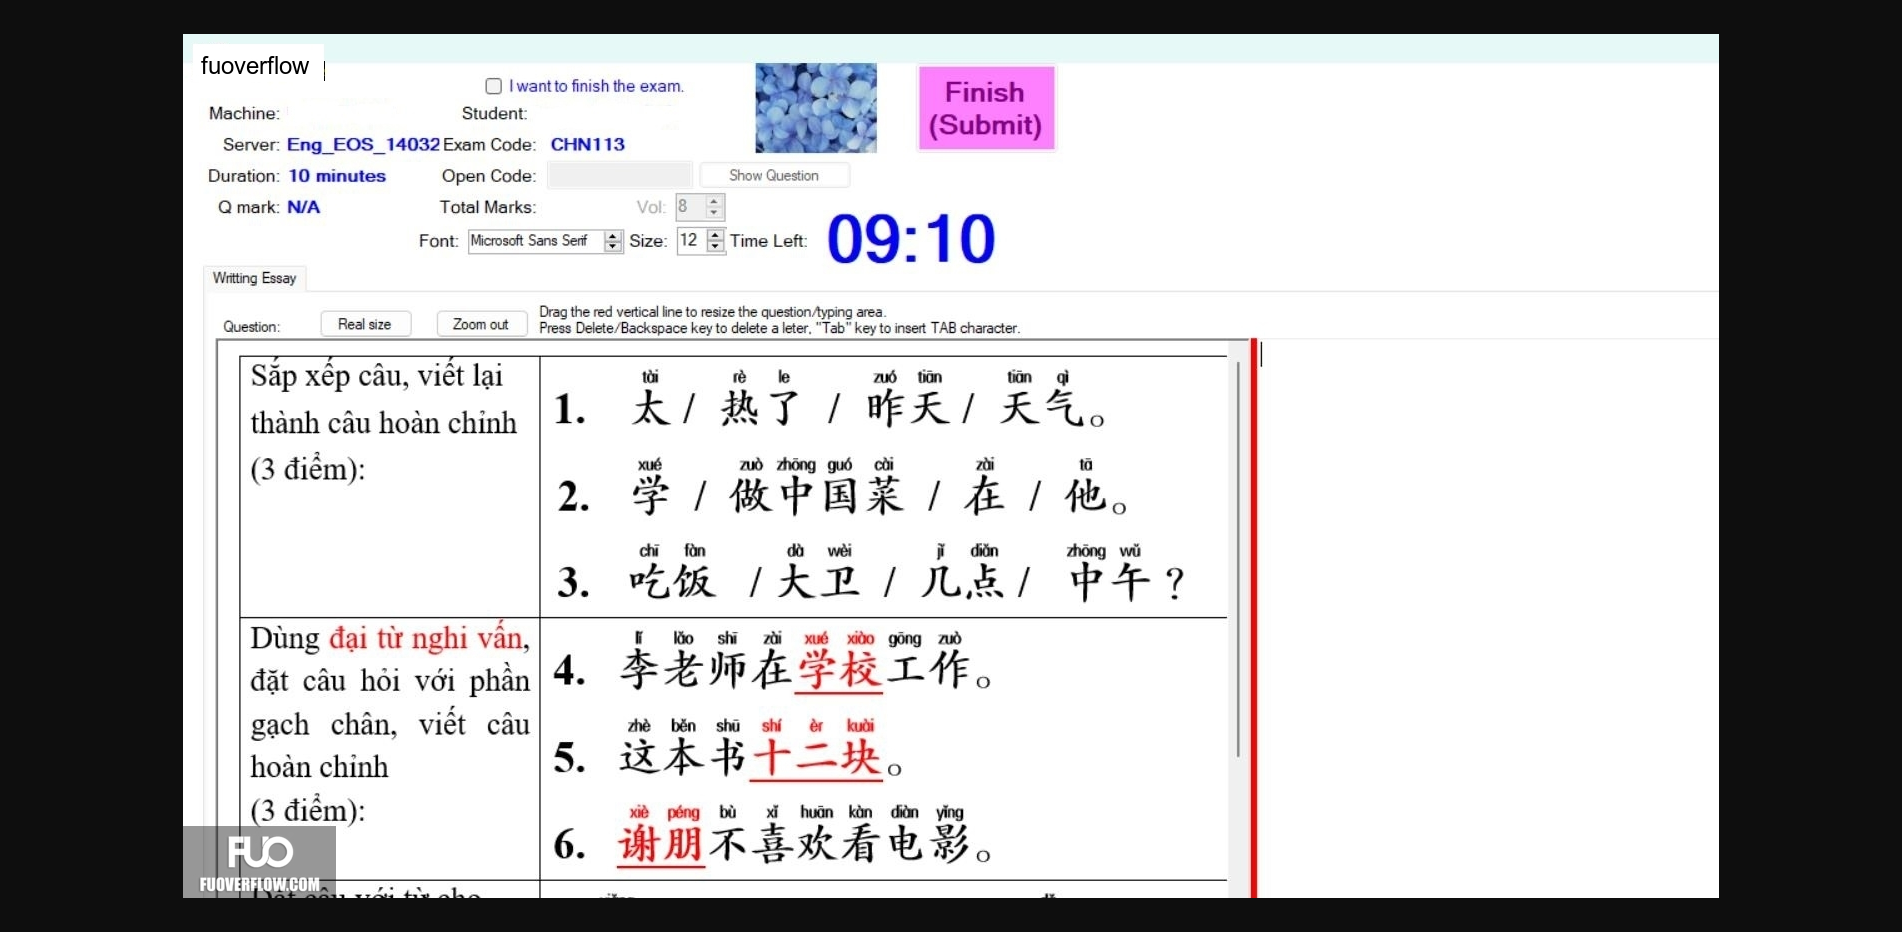 fuoverflow
I want to finish the exam.
Finish
(Submit)
Machine:
Student:
Server: Eng_EOS_14032 Exam Code: CHN113
Duration: 10 minutes Open Code: Show Question
Q mark: N/A Total Marks: Vol: 8
Font: Microsoft Sans Serif Size: 12 Time Left: 09:10
Writting Essay
Question: Real size Zoom out
Drag the red vertical line to resize the question/typing area.
Press Delete/Backspace key to delete a leter, "Tab" key to insert TAB character.
Sắp xếp câu, viết lại
thành câu hoàn chỉnh
(3 điểm):
tài rè le zuó tiān tiān qì
1. 太 / 热了 / 昨天 / 天气。
xué zuò zhōng guó cài zài tā
2. 学 / 做中国菜 / 在 / 他。
chī fàn dà wèi jǐ diǎn zhōng wǔ
3. 吃饭 / 大卫 / 几点 / 中午?
Dùng đại từ nghi vấn,
đặt câu hỏi với phần
gạch chân, viết câu
hoàn chỉnh
(3 điểm):
lǐ lǎo shī zài xué xiào gōng zuò
4. 李老师在学校工作。
zhè běn shū shí èr kuài
5. 这本书十二块。
xiè péng bù xǐ huān kàn diàn yǐng
6. 谢朋不喜欢看电影。
FUO
FUOVERFLOW.COM